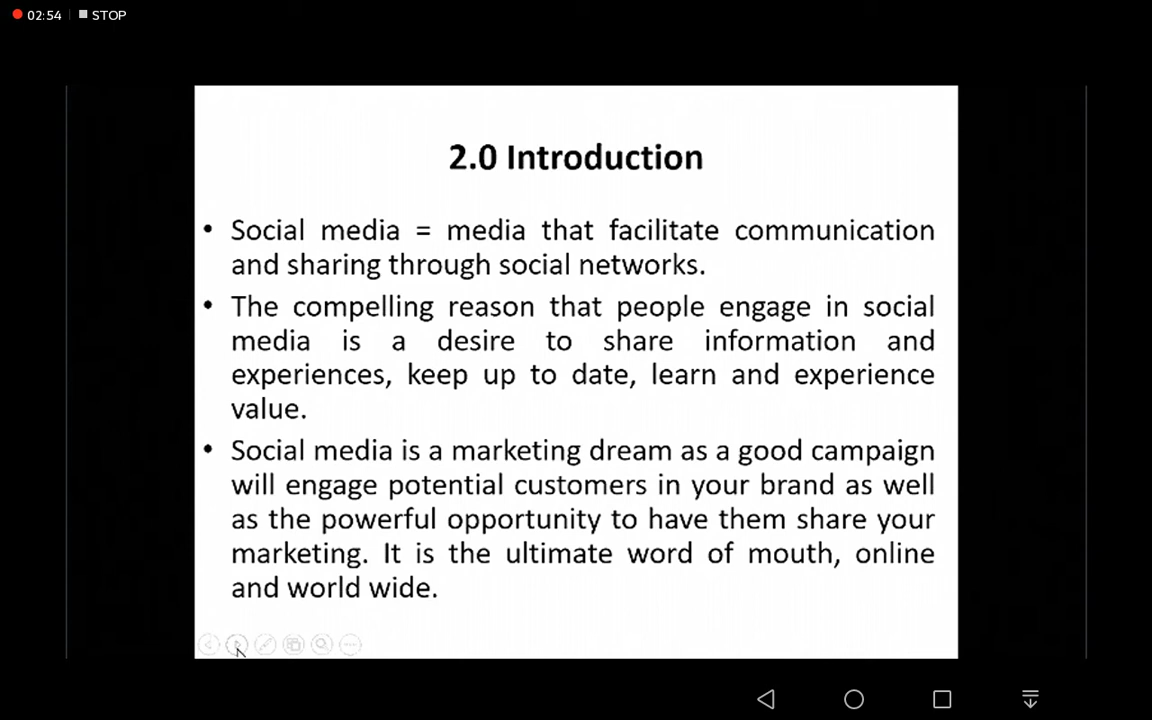 02:54 STOP
2.0 Introduction
• Social media = media that facilitate communication
and sharing through social networks.
• The compelling reason that people engage in social
media is a desire to share information and
experiences, keep up to date, learn and experience
value.
• Social media is a marketing dream as a good campaign
will engage potential customers in your brand as well
as the powerful opportunity to have them share your
marketing. It is the ultimate word of mouth, online
and world wide.